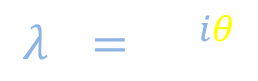 λ = iθ